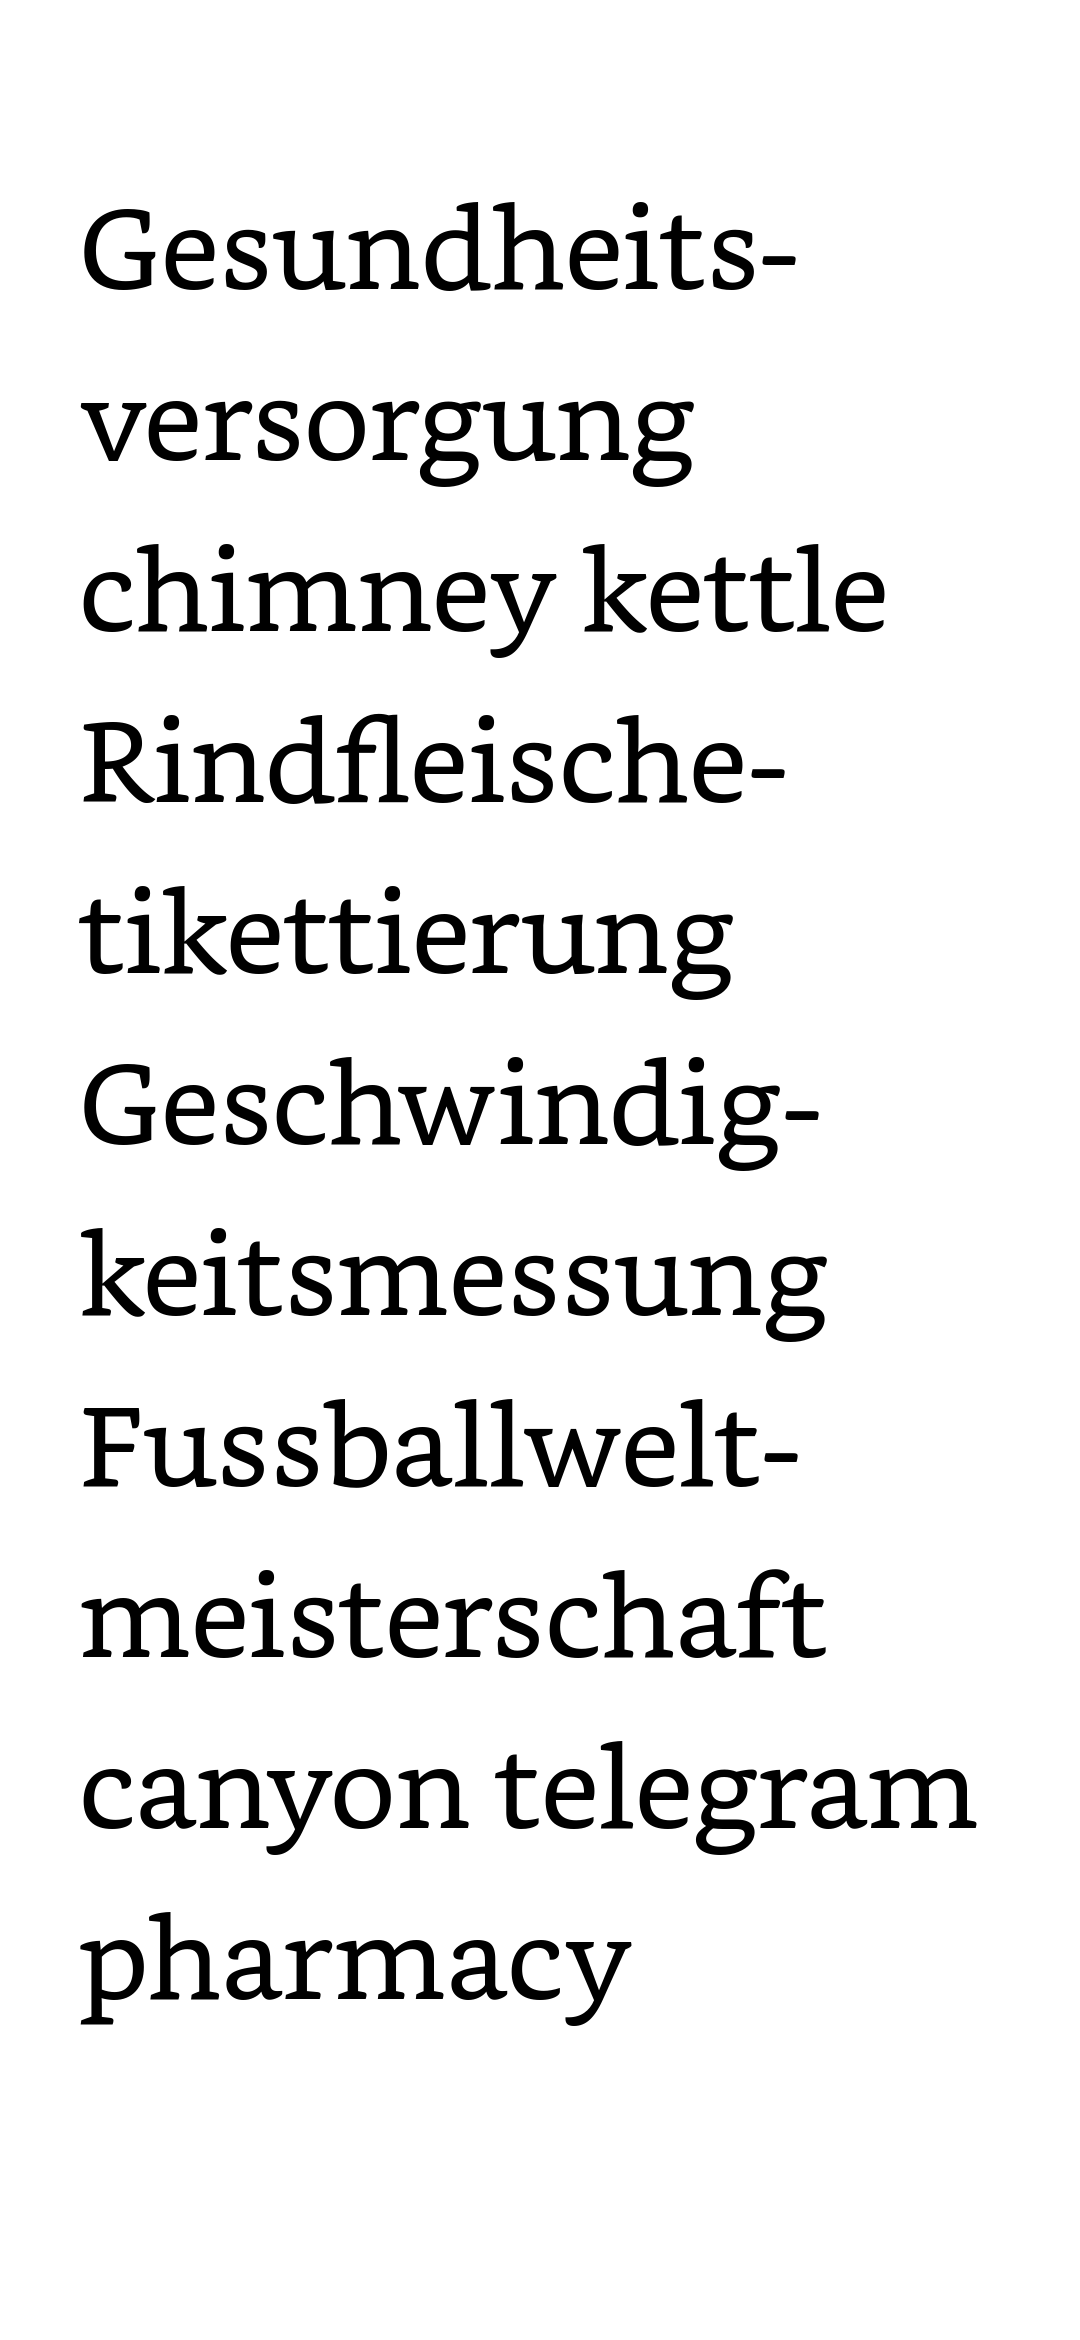 Gesundheits-
versorgung
chimney kettle
Rindfleische-
tikettierung
Geschwindig-
keitsmessung
Fussballwelt-
meisterschaft
canyon telegram
pharmacy